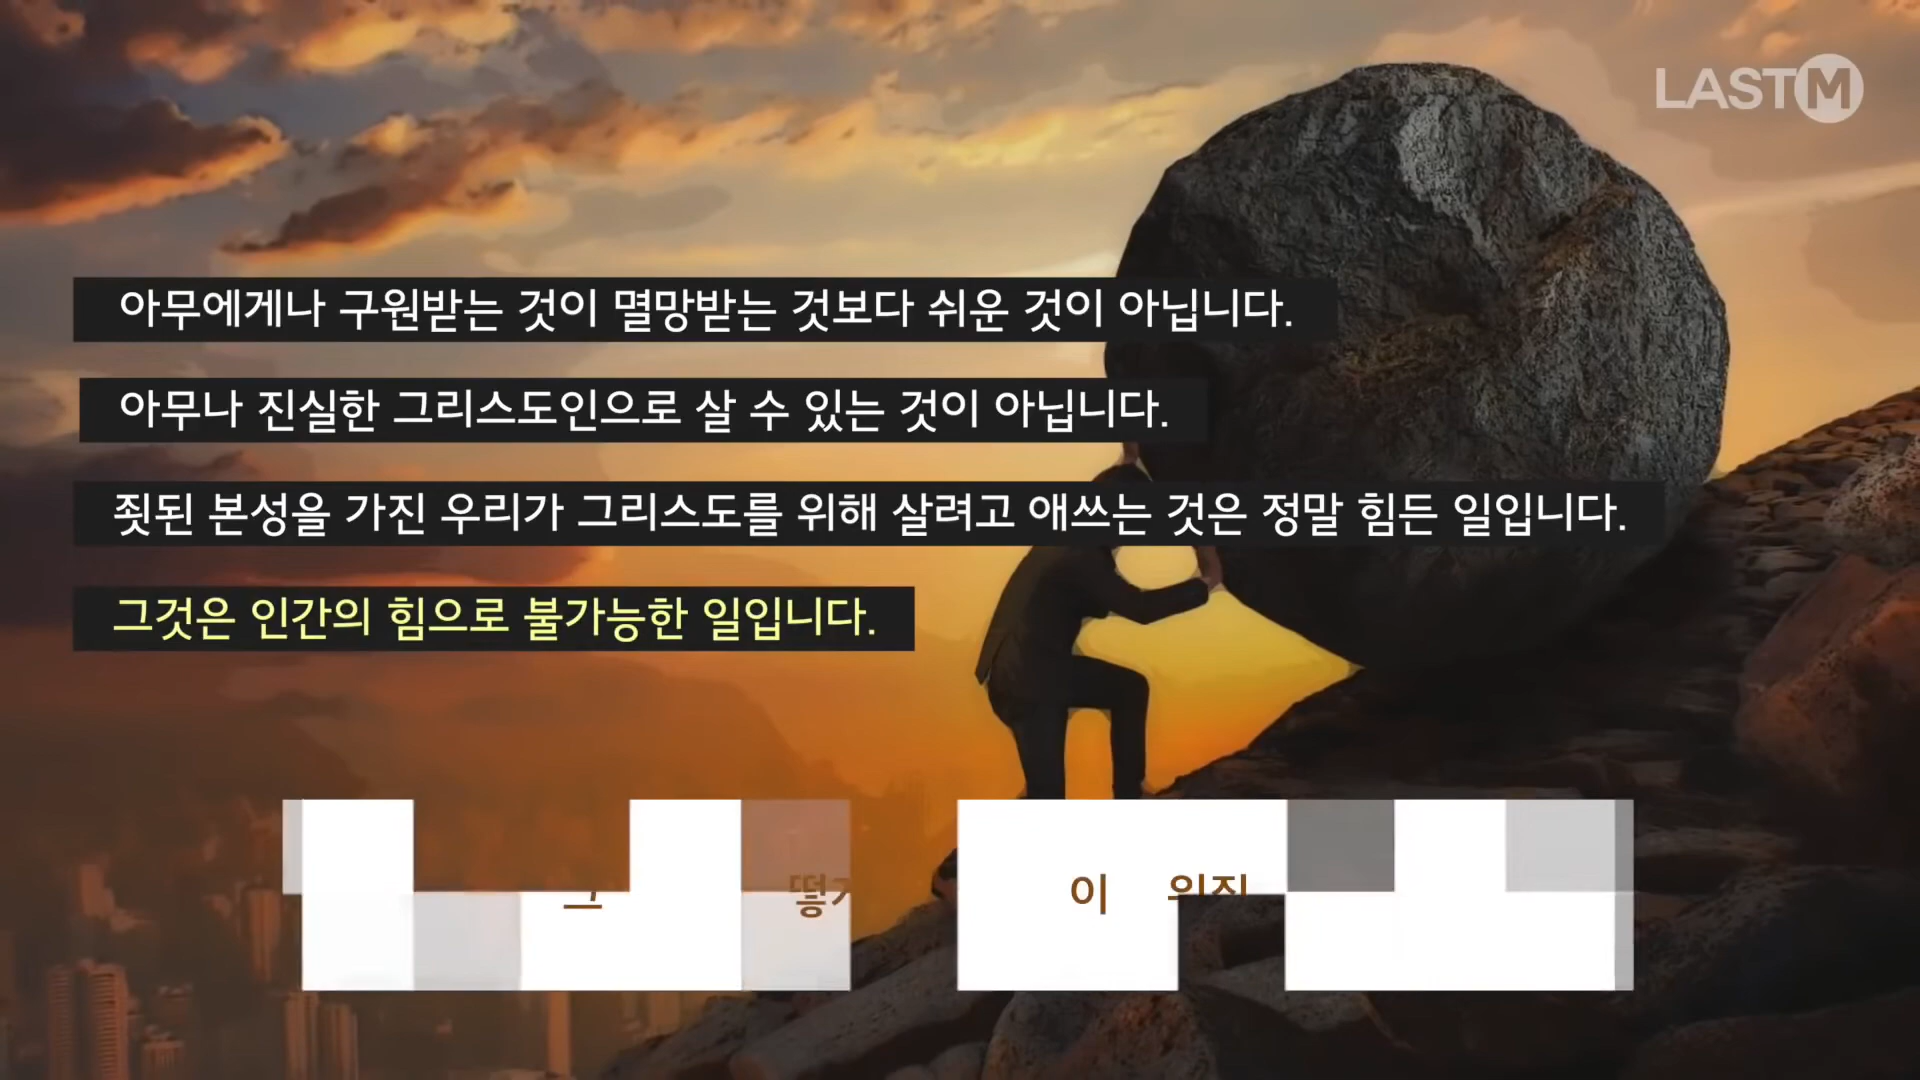 LASTM
아무에게나 구원받는 것이 멸망받는 것보다 쉬운 것이 아닙니다.
아무나 진실한 그리스도인으로 살 수 있는 것이 아닙니다.
죗된 본성을 가진 우리가 그리스도를 위해 살려고 애쓰는 것은 정말 힘든 일입니다.
그것은 인간의 힘으로 불가능한 일입니다.
이